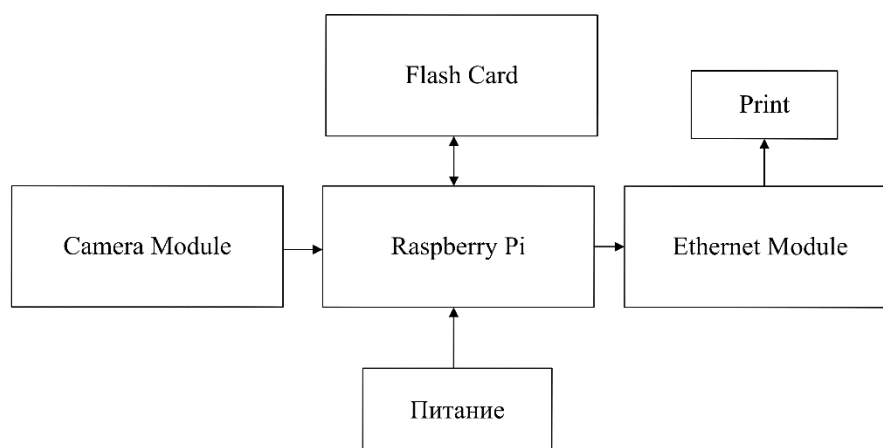 Flash Card
Print
Camera Module
Raspberry Pi
Ethernet Module
Питание